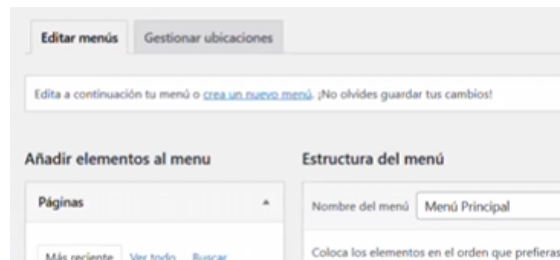 Editar menús
Gestionar ubicaciones
Edita a continuación tu menú o crea un nuevo menú. ¡No olvides guardar tus cambios!
Añadir elementos al menu
Estructura del menú
Páginas
Nombre del menú
Menú Principal
Más reciente
Ver todo
Buscar
Coloca los elementos en el orden que prefieras